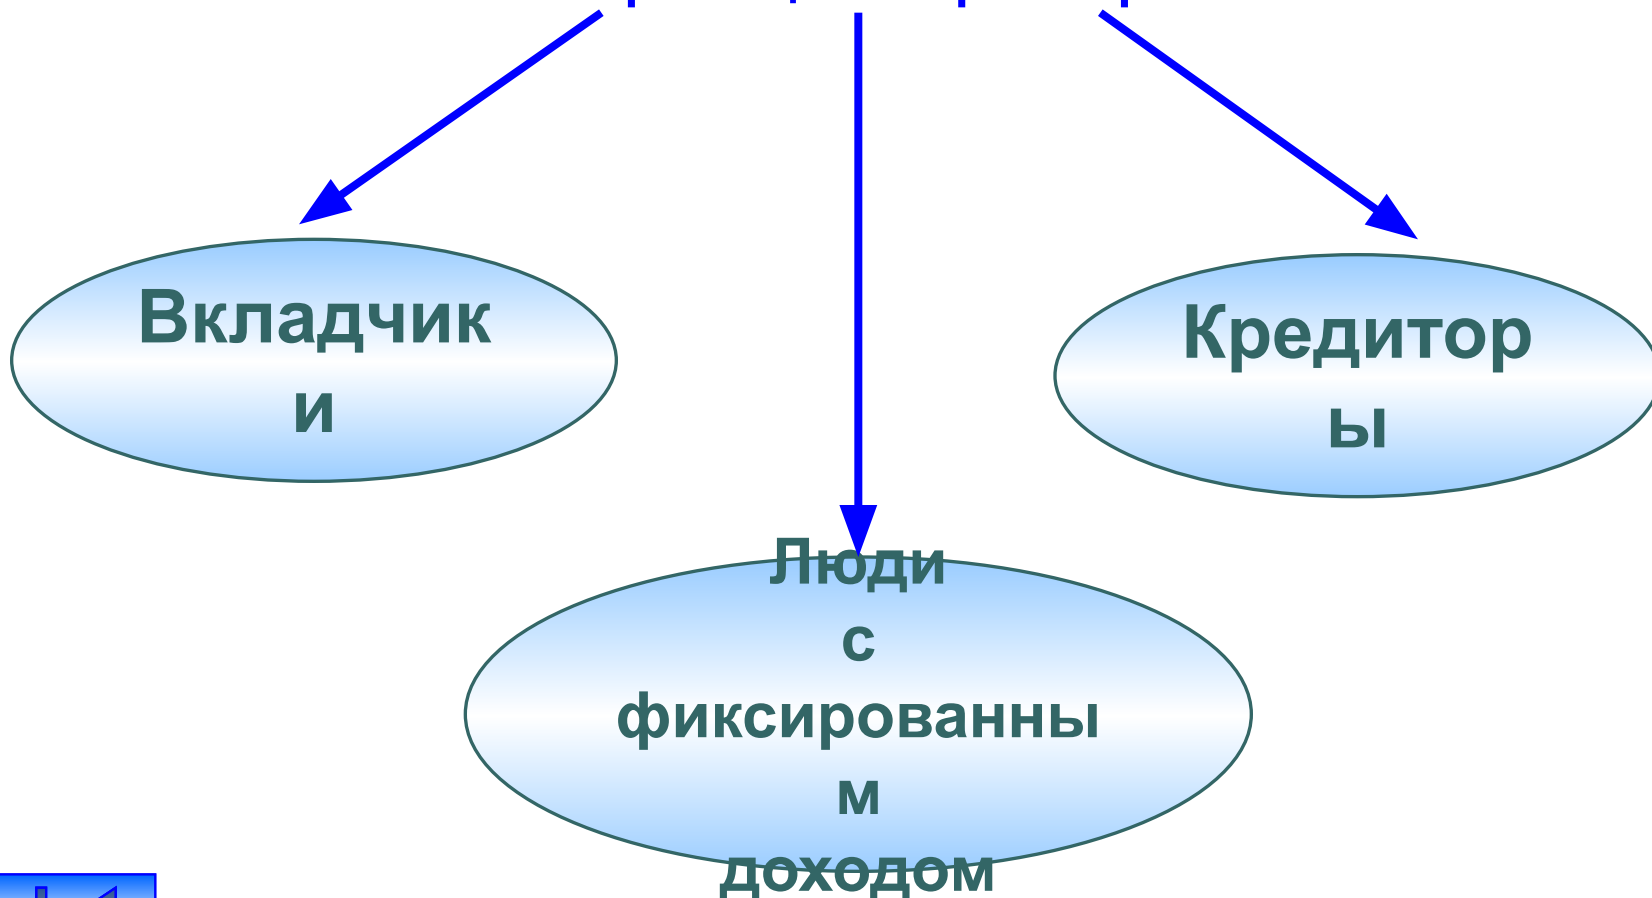 Вкладчик
и
Кредитор
ы
Люди
с
фиксированны
м
доходом